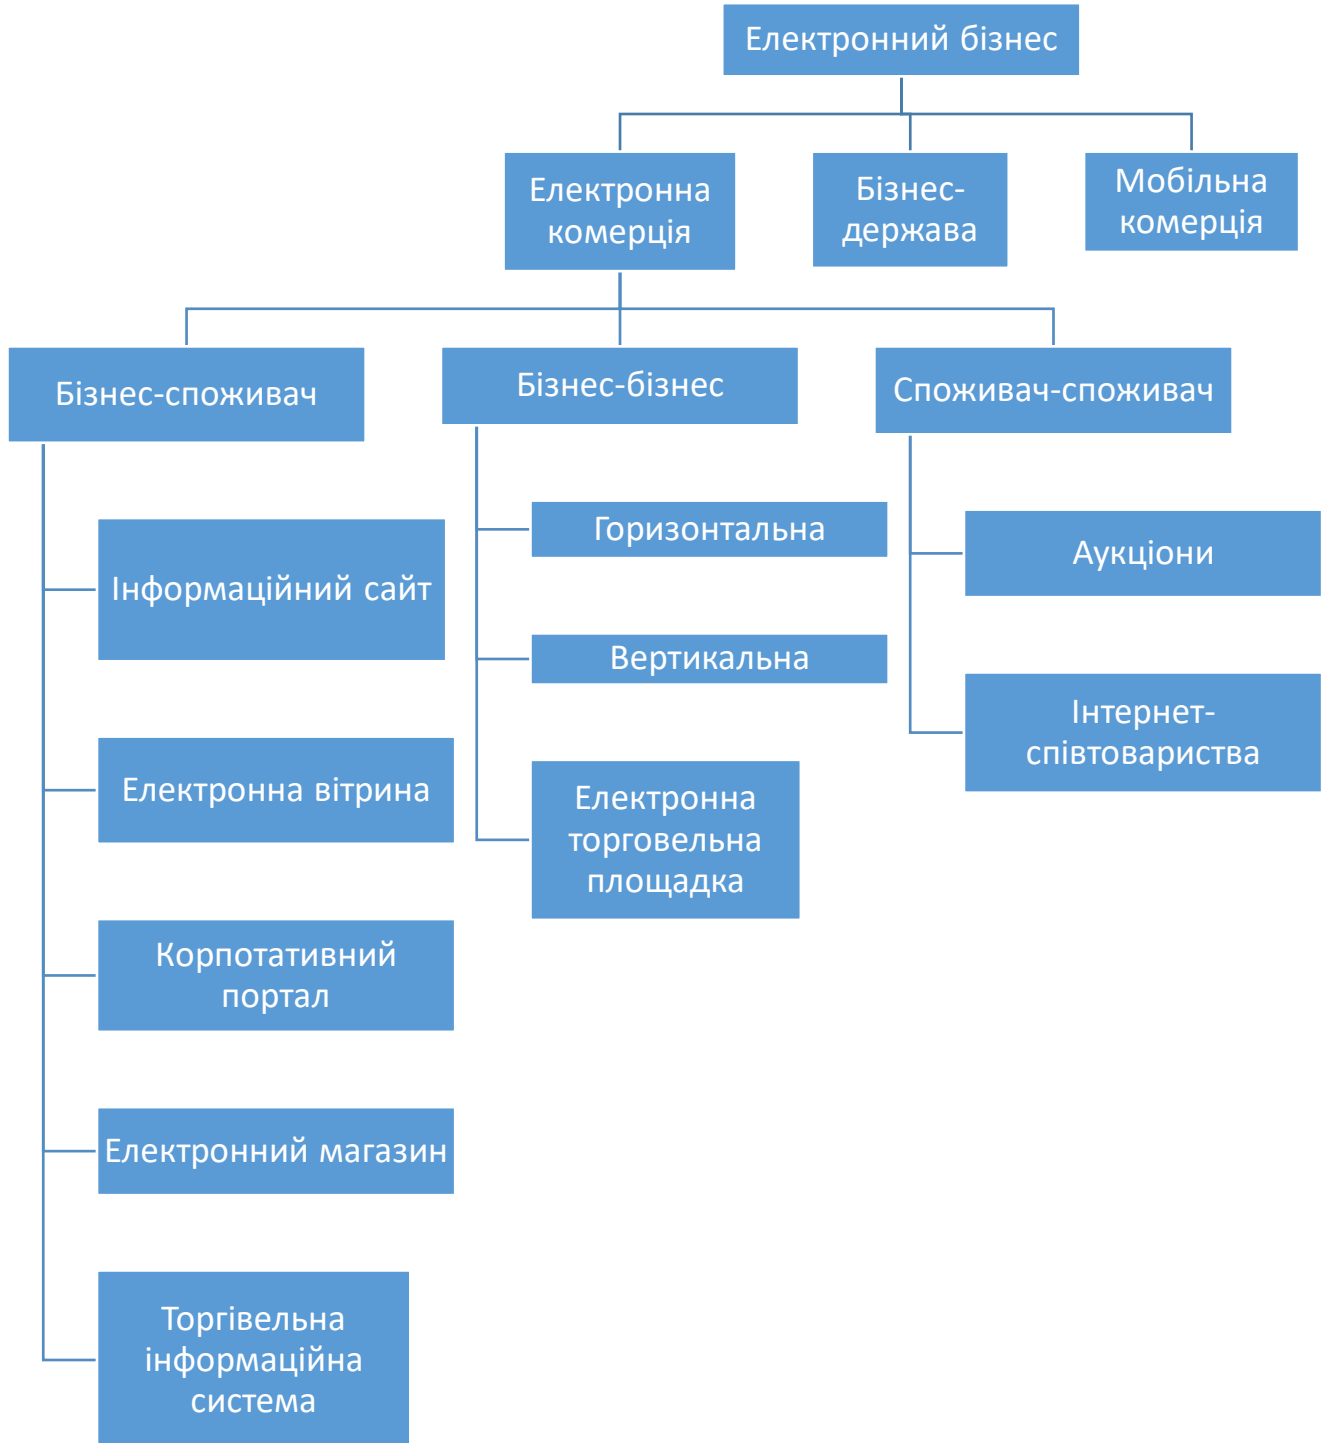 Електронний бізнес
Електронна
комерція
Бізнес-
держава
Мобільна
комерція
Бізнес-споживач
Бізнес-бізнес
Споживач-споживач
Інформаційний сайт
Електронна вітрина
Корпотативний
портал
Електронний магазин
Торгівельна
інформаційна
система
Горизонтальна
Вертикальна
Електронна
торговельна
площадка
Аукціони
Інтернет-
співтовариства